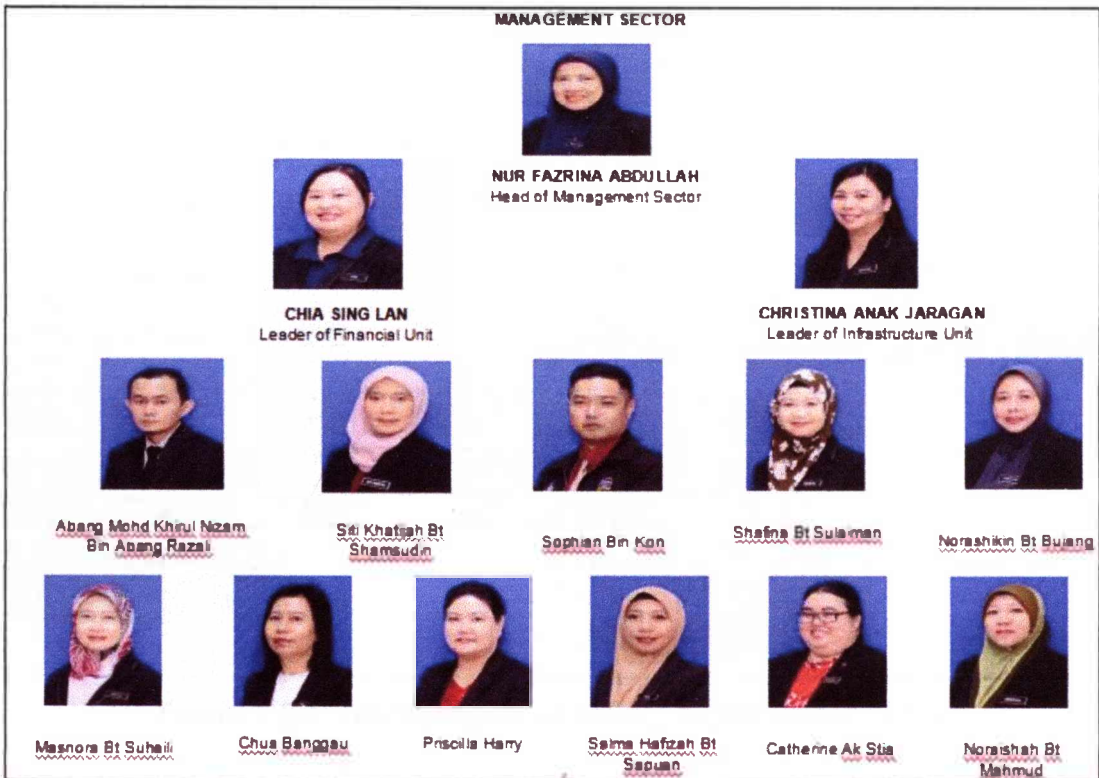 MANAGEMENT SECTOR
NUR FAZRINA ABDULLAH
Head of Management Sector
CHIA SING LAN
Leader of Financial Unit
CHRISTINA ANAK JARAGAN
Leader of Infrastructure Unit
Abang Mohd Khirul Nizam
Bin Abang Razali
Siti Khatijah Bt
Shamsudin
Sophian Bin Kon
Shafina Bt Sulaiman
Norashikin Bt Bujang
Masnora Bt Suhaili
Chua Banggau
Priscilla Harry
Salma Hafizah Bt
Sapuan
Catherine Ak Stia
Noraishah Bt
Mahmud